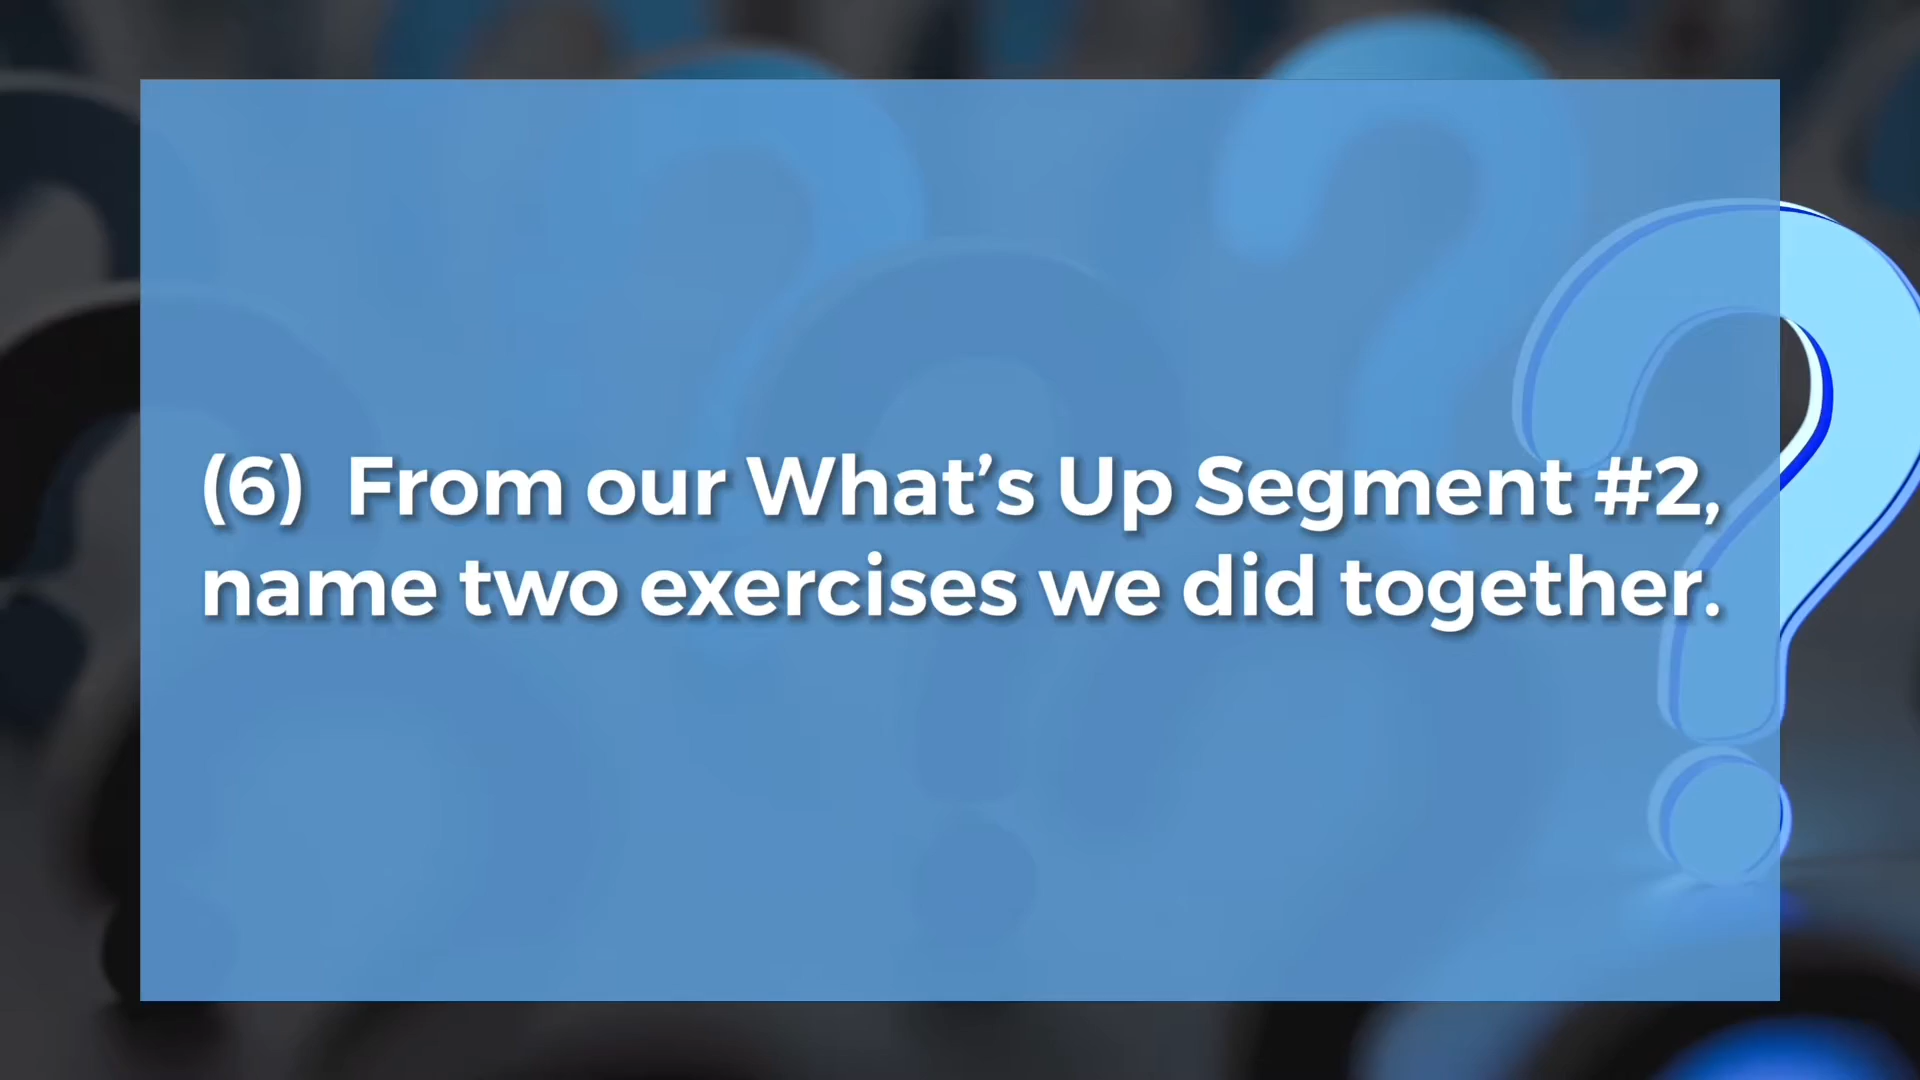 (6) From our What’s Up Segment #2,
name two exercises we did together.